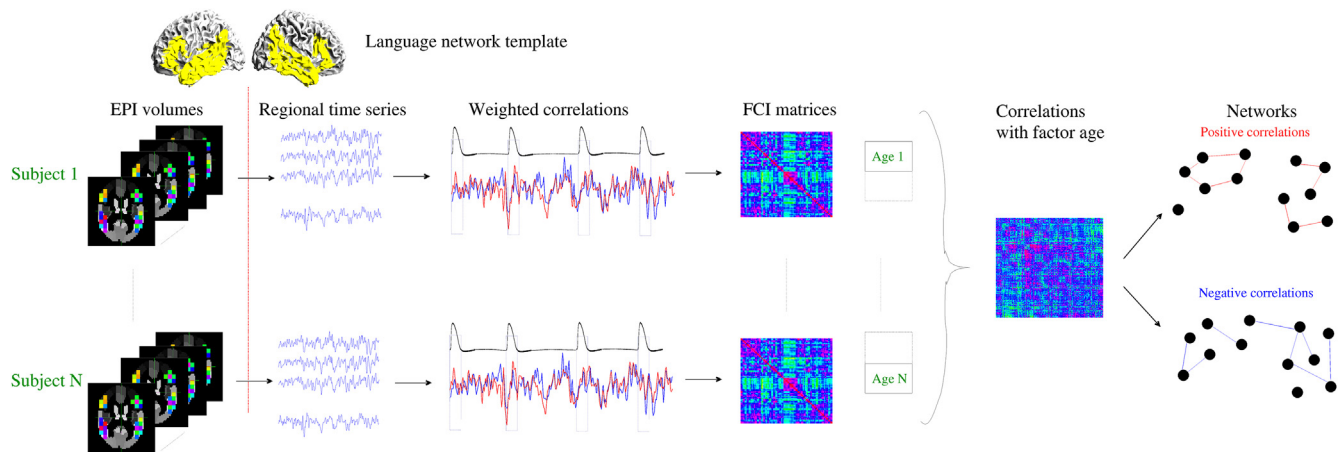 Language network template
EPI volumes
Regional time series
Weighted correlations
FCI matrices
Correlations
with factor age
Networks
Positive correlations
Subject 1
Age 1
Negative correlations
Subject N
Age N